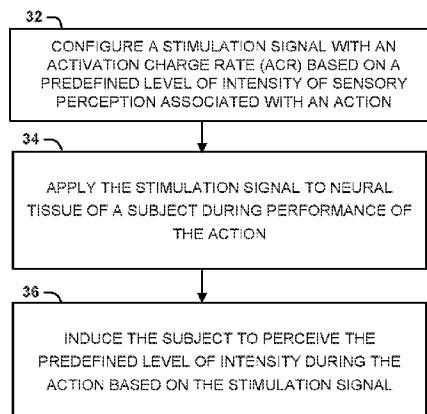 32
CONFIGURE A STIMULATION SIGNAL WITH AN
ACTIVATION CHARGE RATE (ACR) BASED ON A
PREDEFINED LEVEL OF INTENSITY OF SENSORY
PERCEPTION ASSOCIATED WITH AN ACTION
34
APPLY THE STIMULATION SIGNAL TO NEURAL
TISSUE OF A SUBJECT DURING PERFORMANCE OF
THE ACTION
36
INDUCE THE SUBJECT TO PERCEIVE THE
PREDEFINED LEVEL OF INTENSITY DURING THE
ACTION BASED ON THE STIMULATION SIGNAL